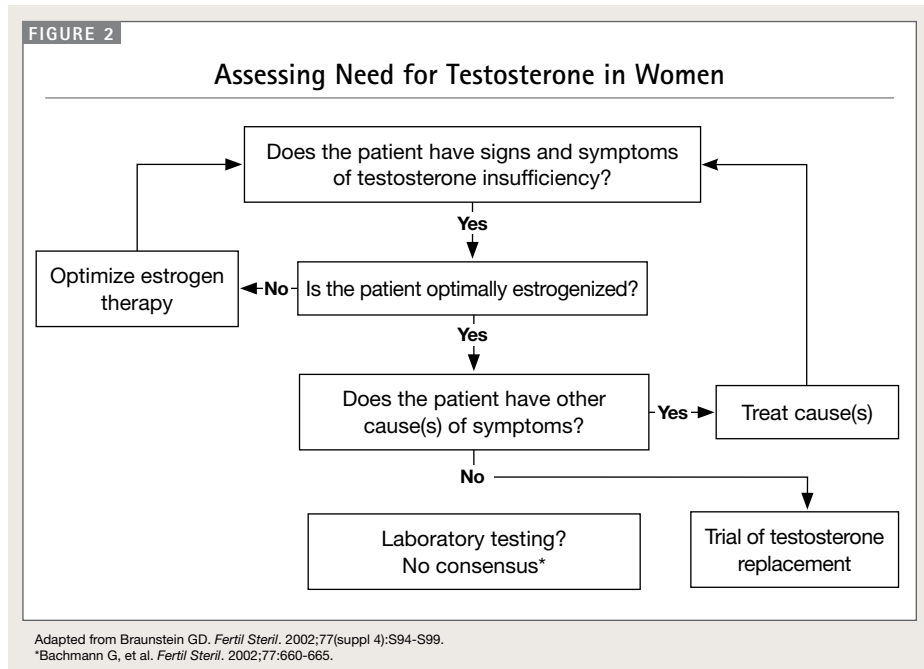 FIGURE 2
Assessing Need for Testosterone in Women
Does the patient have signs and symptoms
of testosterone insufficiency?
Yes
Optimize estrogen
therapy
No
Is the patient optimally estrogenized?
Yes
Does the patient have other
cause(s) of symptoms?
Yes
Treat cause(s)
No
Laboratory testing?
No consensus*
Trial of testosterone
replacement
Adapted from Braunstein GD. Fertil Steril. 2002;77(suppl 4):S94-S99.
*Bachmann G, et al. Fertil Steril. 2002;77:660-665.